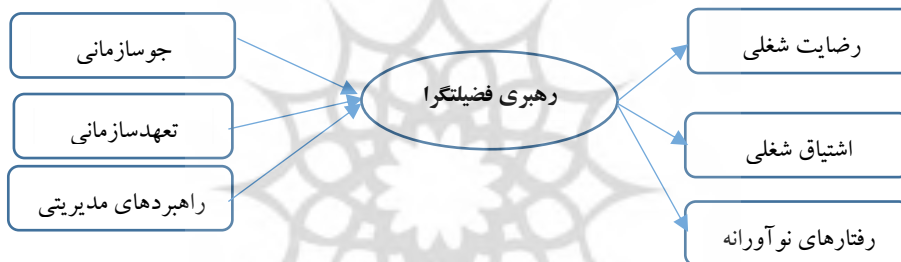 رضایت شغلی
جوسازمانی
رهبری فضیلتگرا
اشتیاق شغلی
تعهدسازمانی
راهبردهای مدیریتی
رفتارهای نوآورانه